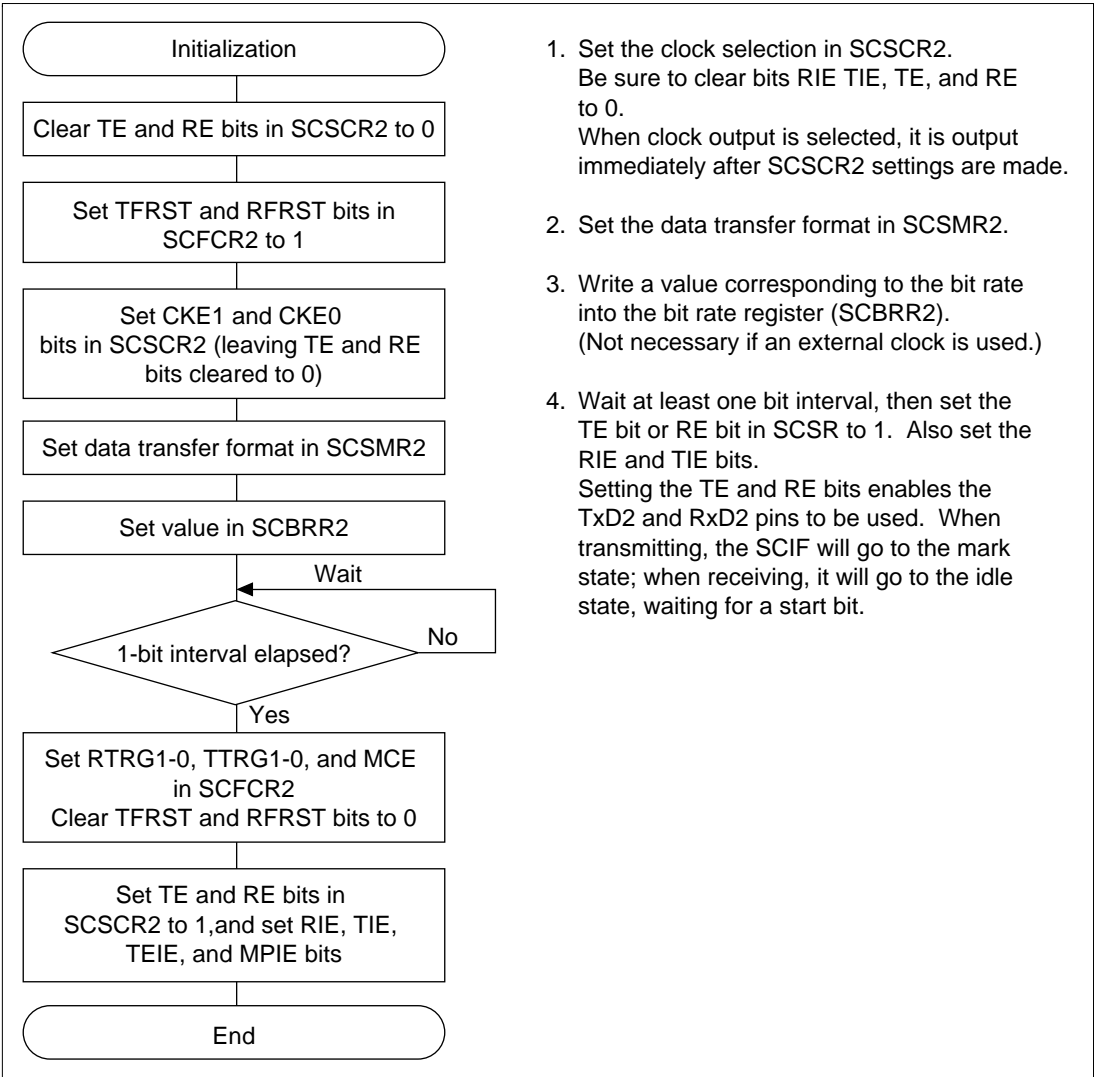 Initialization
Clear TE and RE bits in SCSCR2 to 0
Set TFRST and RFRST bits in
SCFCR2 to 1
Set CKE1 and CKE0
bits in SCSCR2 (leaving TE and RE
bits cleared to 0)
Set data transfer format in SCSMR2
Set value in SCBRR2
Wait
1-bit interval elapsed?
No
Yes
Set RTRG1-0, TTRG1-0, and MCE
in SCFCR2
Clear TFRST and RFRST bits to 0
Set TE and RE bits in
SCSCR2 to 1,and set RIE, TIE,
TEIE, and MPIE bits
End
1. Set the clock selection in SCSCR2.
Be sure to clear bits RIE TIE, TE, and RE
to 0.
When clock output is selected, it is output
immediately after SCSCR2 settings are made.
2. Set the data transfer format in SCSMR2.
3. Write a value corresponding to the bit rate
into the bit rate register (SCBRR2).
(Not necessary if an external clock is used.)
4. Wait at least one bit interval, then set the
TE bit or RE bit in SCSR to 1. Also set the
RIE and TIE bits.
Setting the TE and RE bits enables the
TxD2 and RxD2 pins to be used. When
transmitting, the SCIF will go to the mark
state; when receiving, it will go to the idle
state, waiting for a start bit.